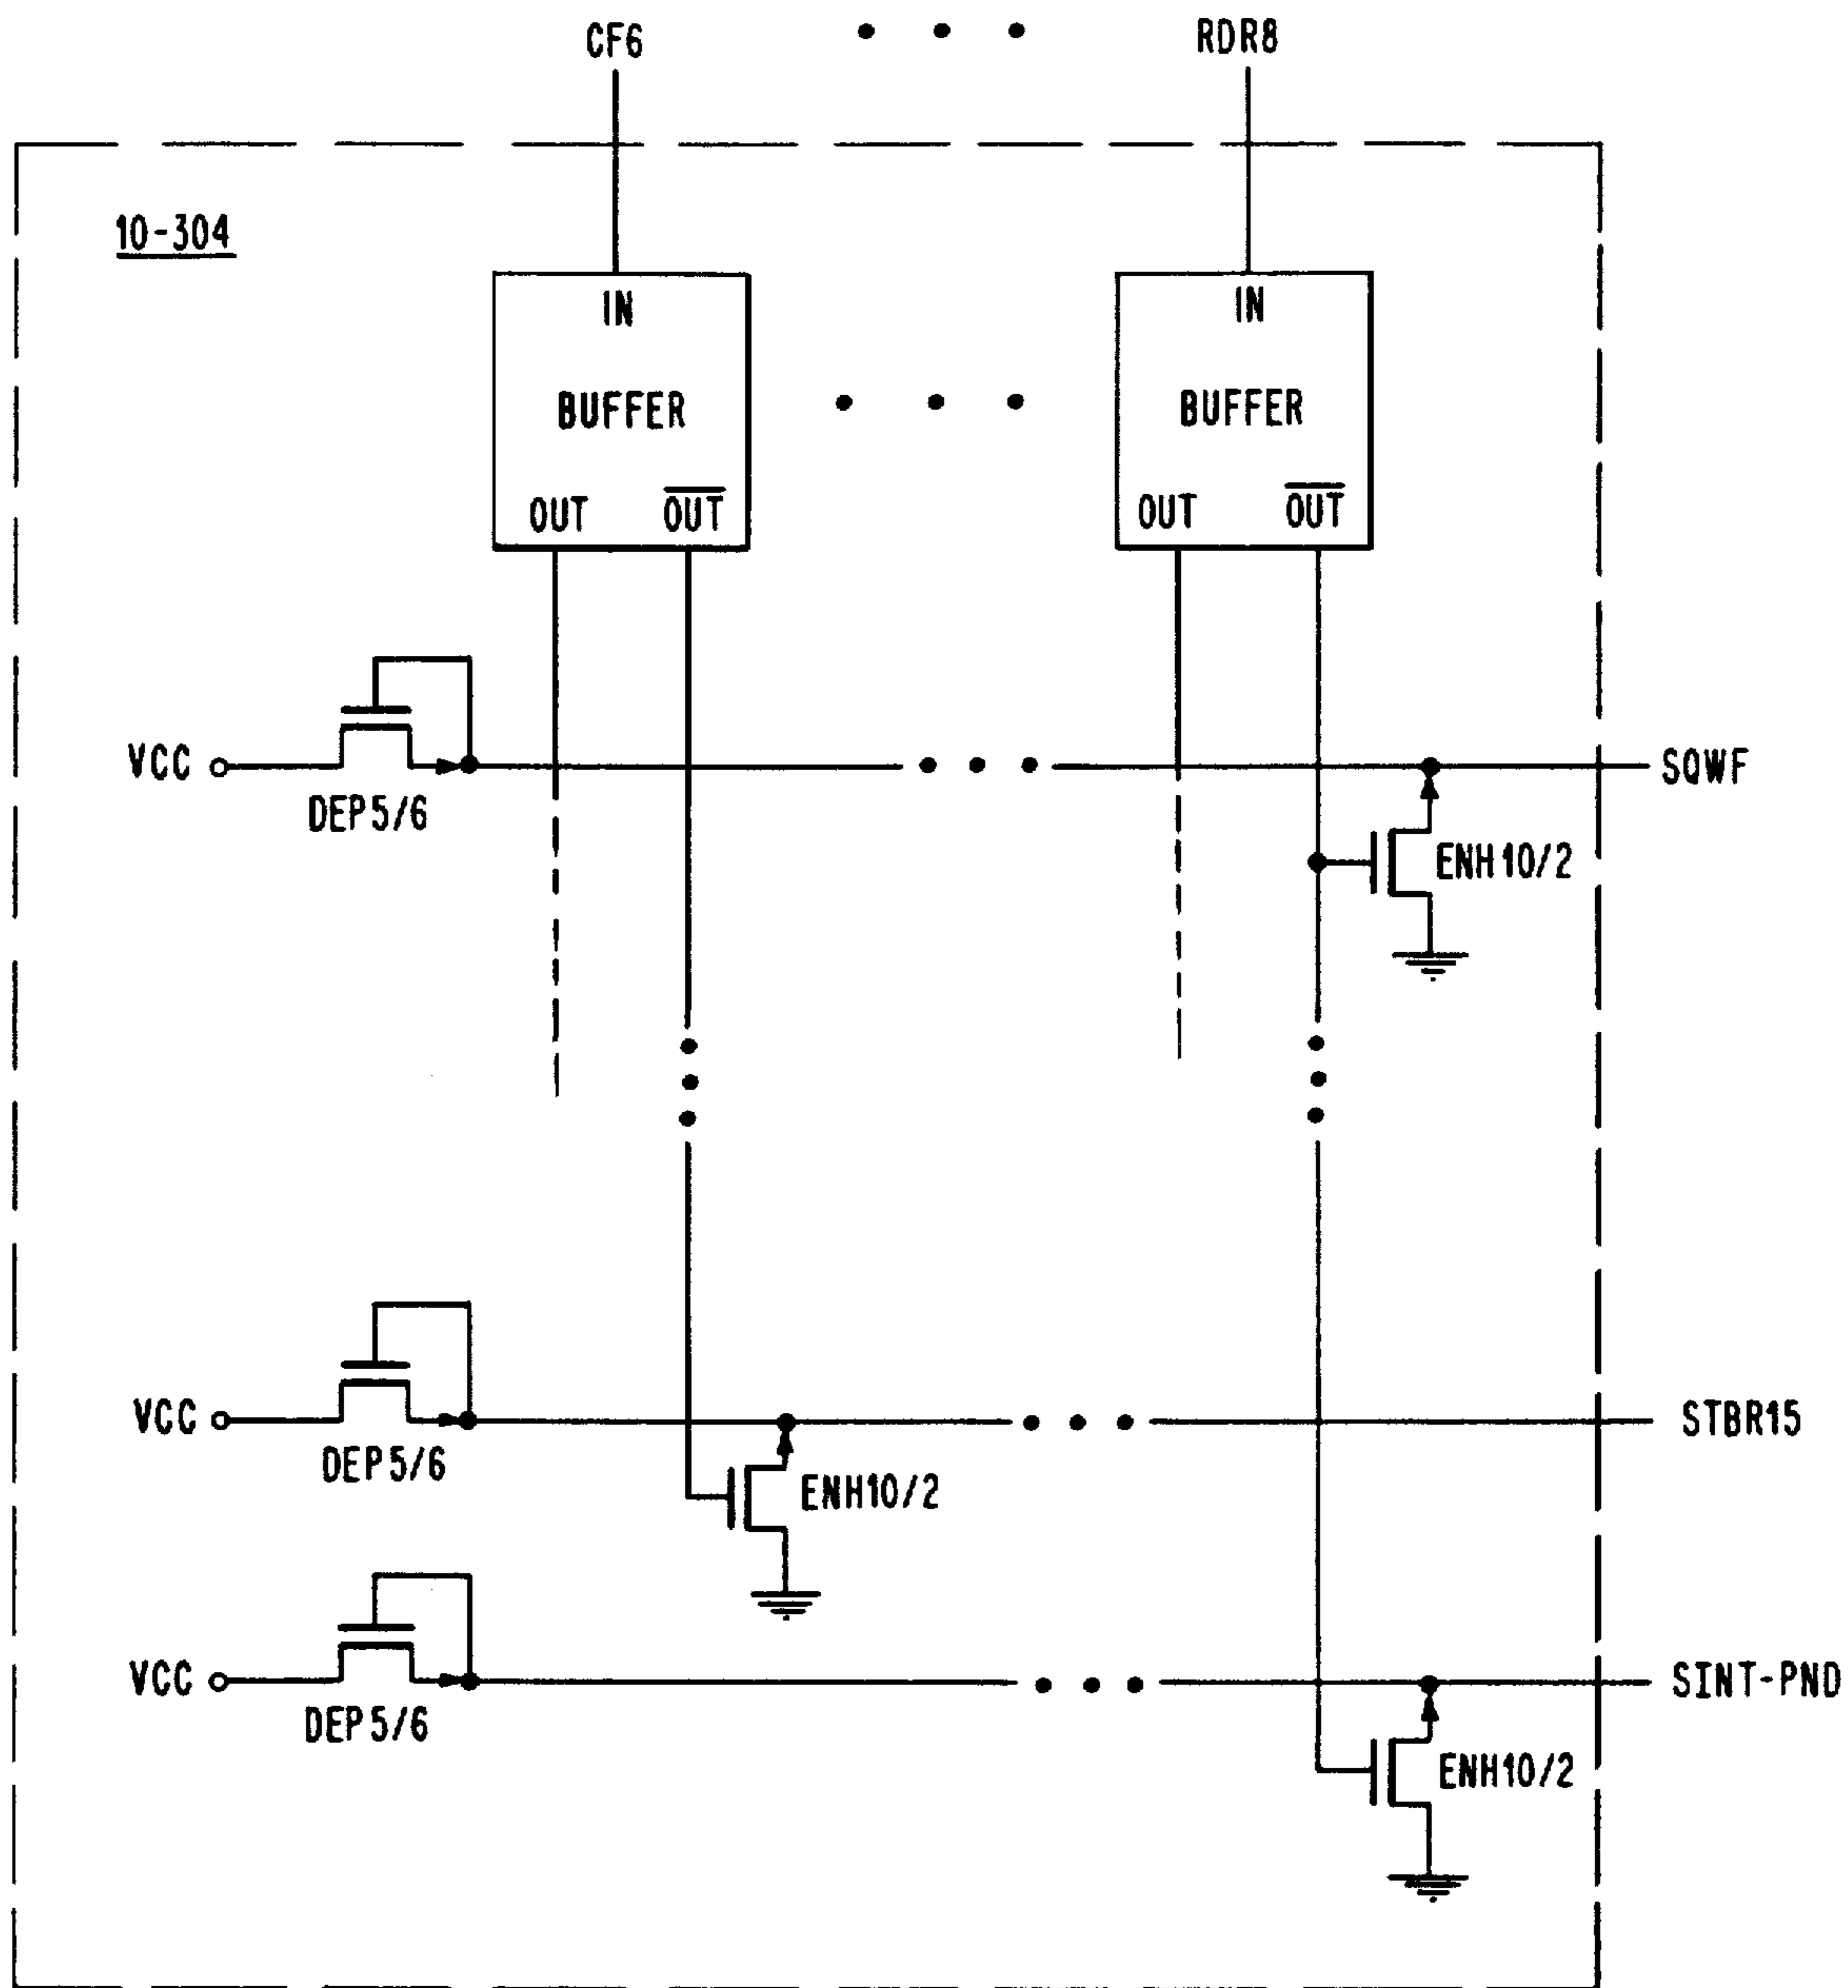 CF6
RDR8
10-304
IN
IN
BUFFER
BUFFER
OUT
OUT
OUT
OUT
VCC
SQWF
DEP5/6
ENH10/2
VCC
STBR15
DEP5/6
ENH10/2
VCC
SINT-PND
DEP5/6
ENH10/2